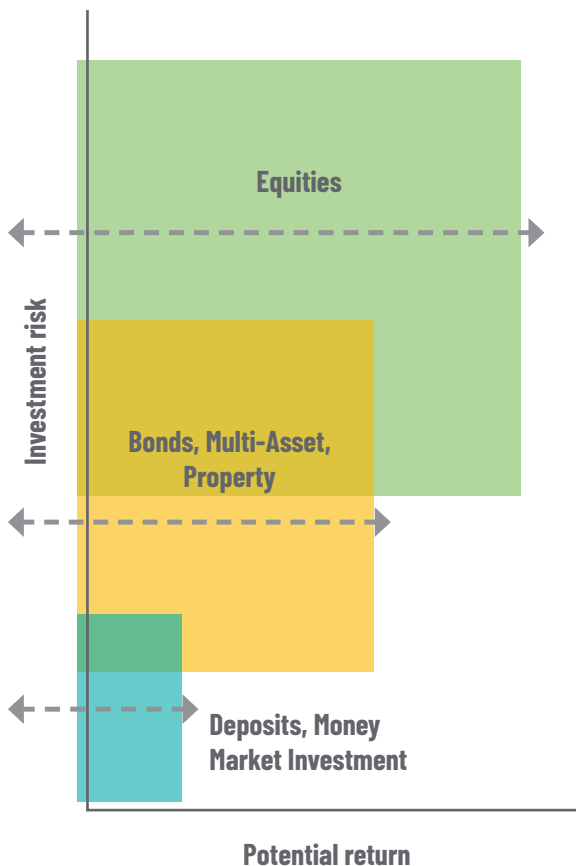 Equities
Investment risk
Bonds, Multi-Asset,
Property
Deposits, Money
Market Investment
Potential return